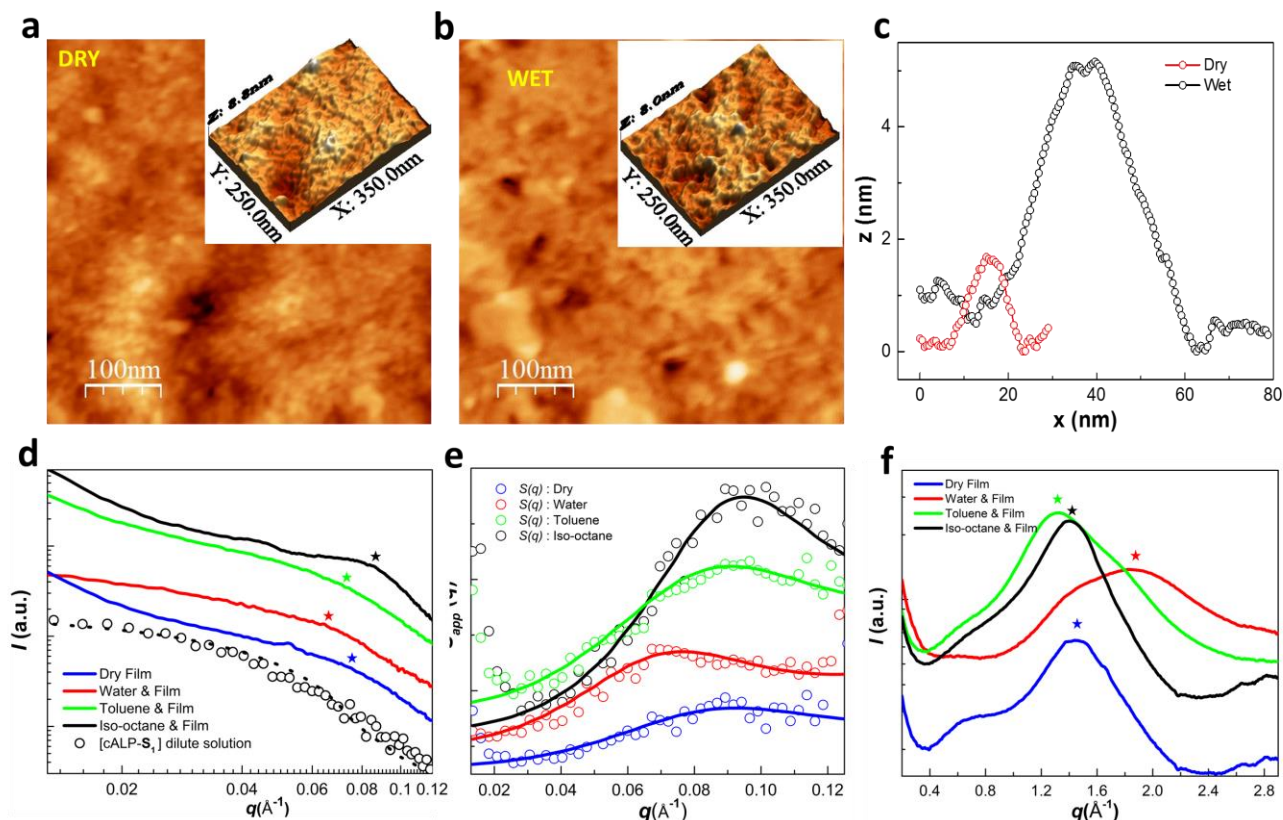 a
DRY
Z: 8.8nm
Y: 250.0nm
X: 350.0nm
100nm
b
WET
Z: 8.0nm
Y: 250.0nm
X: 350.0nm
100nm
c
Dry
Wet
4
2
0
z (nm)
0 20 40 60 80
x (nm)
d
I (a.u.)
Dry Film
Water & Film
Toluene & Film
Iso-octane & Film
[cALP-S₁] dilute solution
0.02 0.04 0.06 0.08 0.1 0.12
q(Å⁻¹)
e
S(q) : Dry
S(q) : Water
S(q) : Toluene
S(q) : Iso-octane
0.02 0.04 0.06 0.08 0.10 0.12
q(Å⁻¹)
f
Dry Film
Water & Film
Toluene & Film
Iso-octane & Film
I (a.u.)
0.4 0.8 1.2 1.6 2.0 2.4 2.8
q(Å⁻¹)